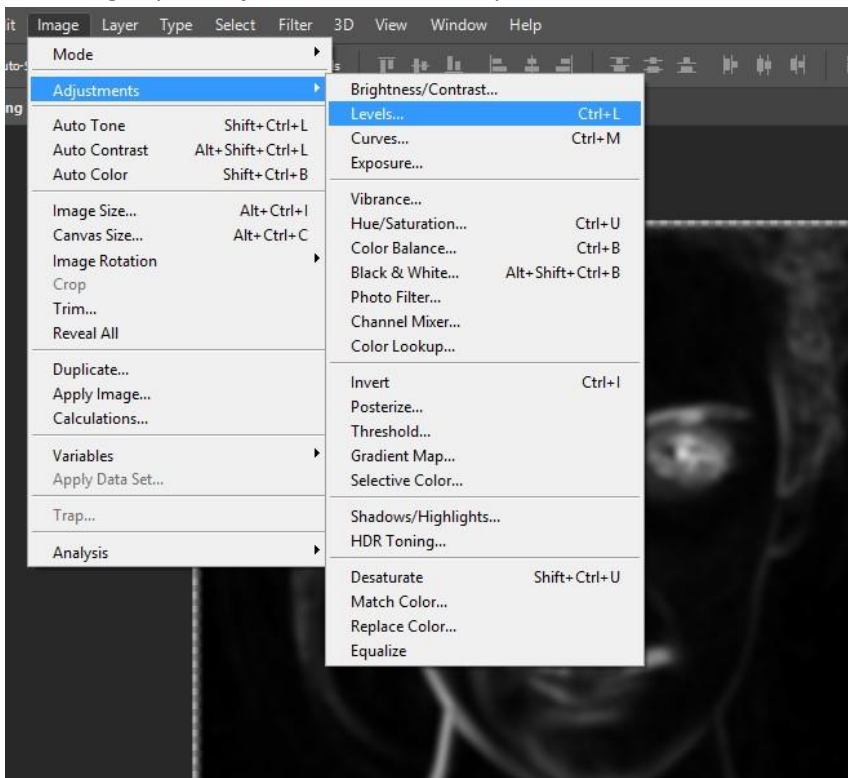 it Image Layer Type Select Filter 3D View Window Help
Mode
Adjustments
Auto Tone Shift+Ctrl+L
Auto Contrast Alt+Shift+Ctrl+L
Auto Color Shift+Ctrl+B
Image Size... Alt+Ctrl+I
Canvas Size... Alt+Ctrl+C
Image Rotation
Crop
Trim...
Reveal All
Duplicate...
Apply Image...
Calculations...
Variables
Apply Data Set...
Trap...
Analysis
Brightness/Contrast...
Levels... Ctrl+L
Curves... Ctrl+M
Exposure...
Vibrance...
Hue/Saturation... Ctrl+U
Color Balance... Ctrl+B
Black & White... Alt+Shift+Ctrl+B
Photo Filter...
Channel Mixer...
Color Lookup...
Invert Ctrl+I
Posterize...
Threshold...
Gradient Map...
Selective Color...
Shadows/Highlights...
HDR Toning...
Desaturate Shift+Ctrl+U
Match Color...
Replace Color...
Equalize